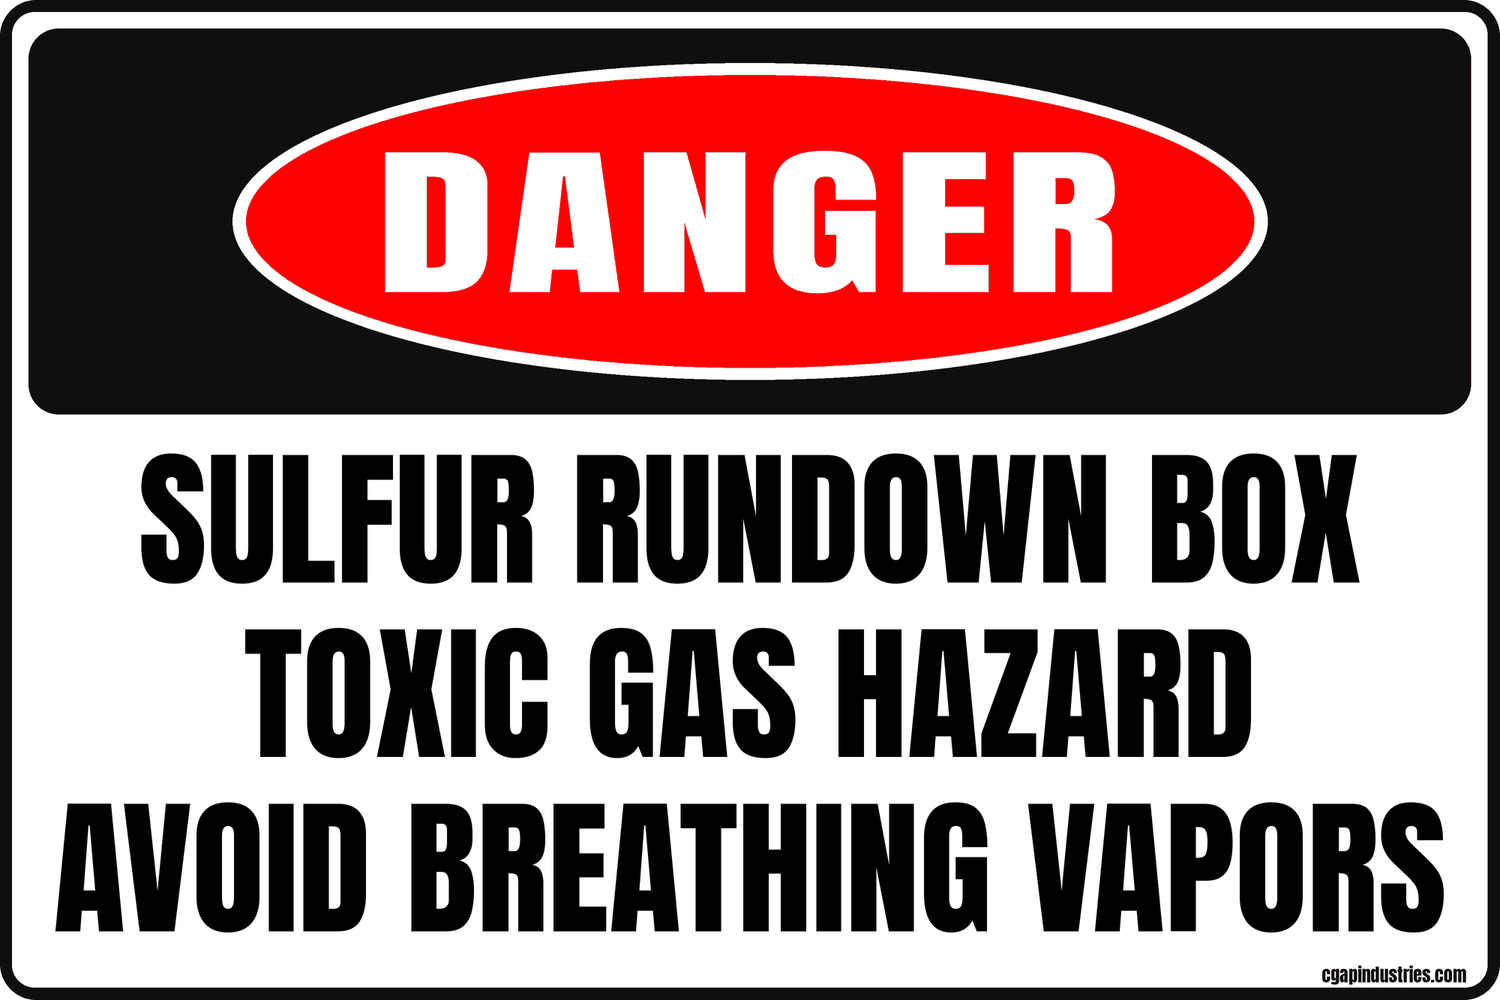 DANGER
SULFUR RUNDOWN BOX
TOXIC GAS HAZARD
AVOID BREATHING VAPORS
cgapindustries.com